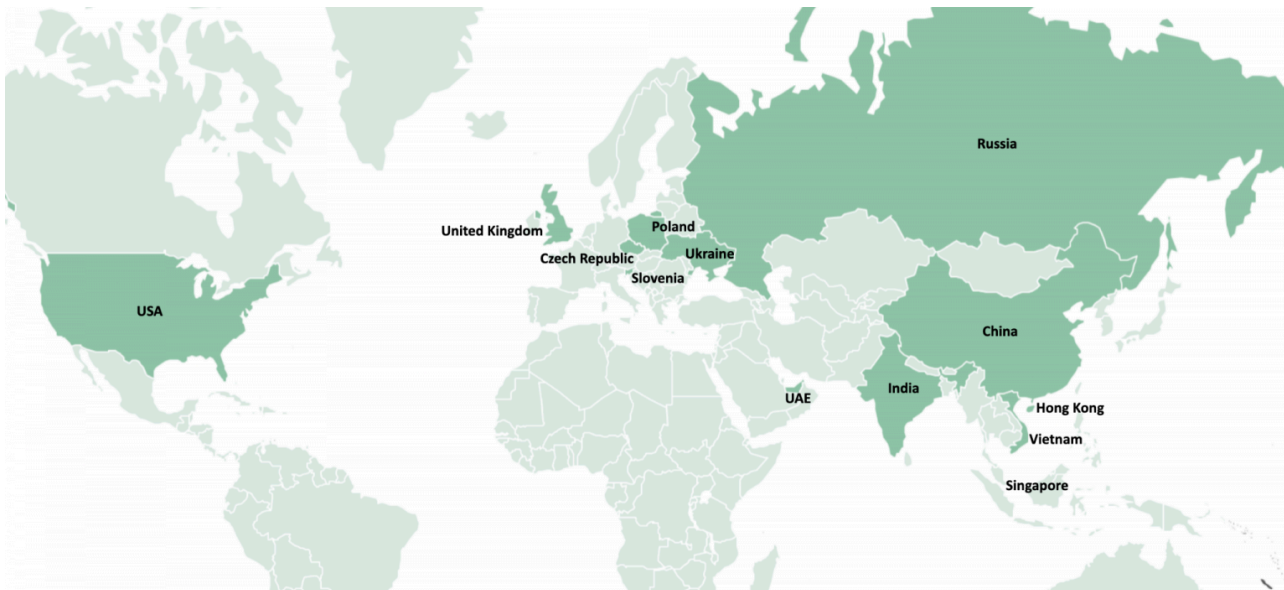 Russia
United Kingdom
Poland
Czech Republic
Ukraine
Slovenia
USA
China
India
UAE
Hong Kong
Vietnam
Singapore